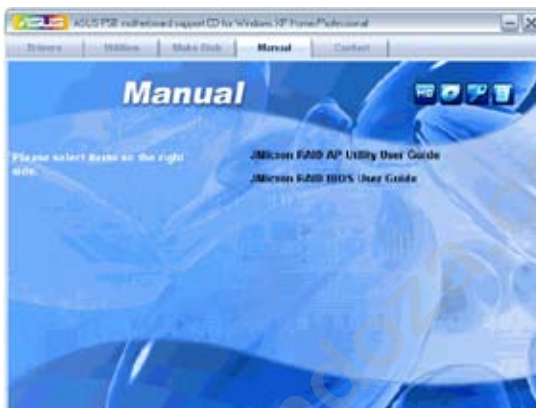 ASUS
ASUS P5B motherboard support CD for Windows XP Home/Professional
Drivers Utilities Make Disk Manual Contact
Manual
Please select items on the right
side.
JMicron RAID AP Utility User Guide
JMicron RAID BIOS User Guide